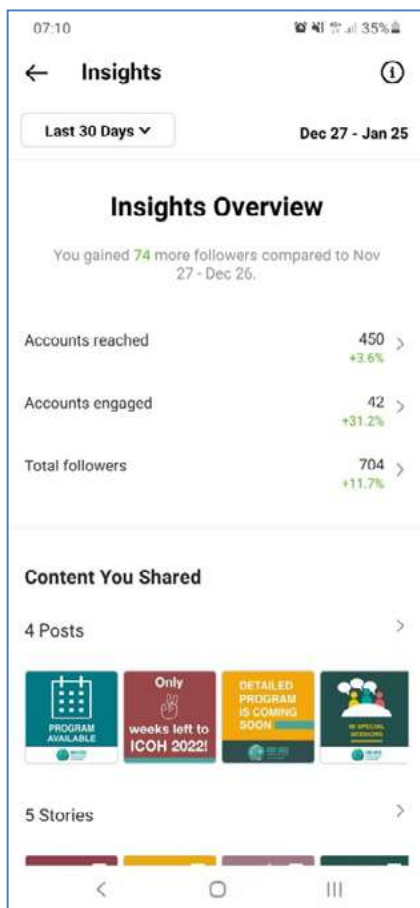 07:10
35%
Insights
Last 30 Days
Dec 27 - Jan 25
Insights Overview
You gained 74 more followers compared to Nov
27 - Dec 26.
Accounts reached
450
+3.6%
Accounts engaged
42
+31.2%
Total followers
704
+11.7%
Content You Shared
4 Posts
PROGRAM
AVAILABLE
Only
weeks left to
ICOH 2022!
DETAILED
PROGRAM
IS COMING
SOON
SPECIAL
SESSIONS
5 Stories